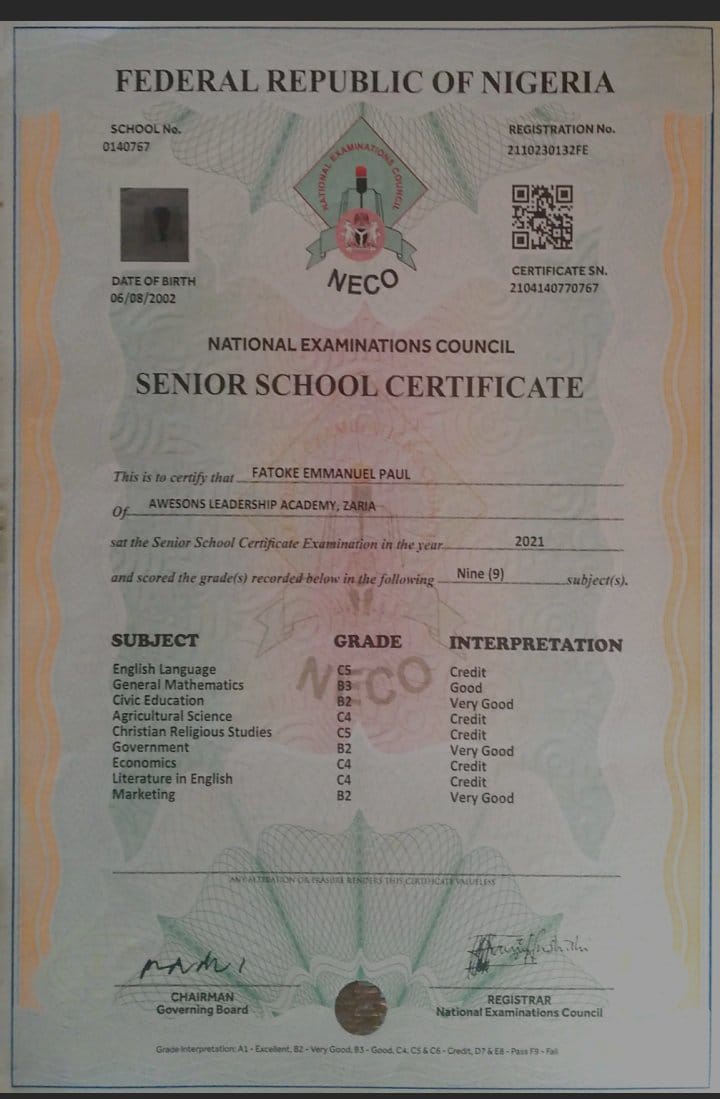 FEDERAL REPUBLIC OF NIGERIA
SCHOOL No.
0140767
REGISTRATION No.
2110230132FE
NATIONAL EXAMINATIONS COUNCIL
NECO
DATE OF BIRTH
06/08/2002
CERTIFICATE SN.
2104140770767
NATIONAL EXAMINATIONS COUNCIL
SENIOR SCHOOL CERTIFICATE
This is to certify that FATOKE EMMANUEL PAUL
Of AWESONS LEADERSHIP ACADEMY, ZARIA
sat the Senior School Certificate Examination in the year 2021
and scored the grade(s) recorded below in the following Nine (9) subject(s).
SUBJECT GRADE INTERPRETATION
English Language C5 Credit
General Mathematics B3 Good
Civic Education B2 Very Good
Agricultural Science C4 Credit
Christian Religious Studies C5 Credit
Government B2 Very Good
Economics C4 Credit
Literature in English C4 Credit
Marketing B2 Very Good
NECO
ANY ALTERATION OR ERASURE RENDERS THIS CERTIFICATE VALUELESS
CHAIRMAN
Governing Board
REGISTRAR
National Examinations Council
Grade Interpretation: A1 - Excellent, B2 - Very Good, B3 - Good, C4, C5 & C6 - Credit, D7 & E8 - Pass F9 - Fail